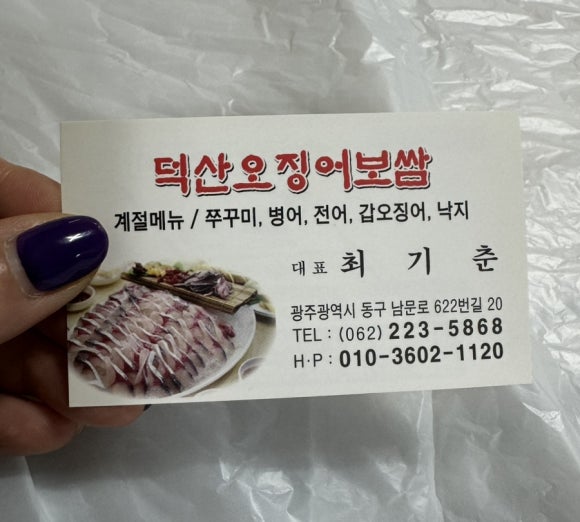 덕산오징어보쌈
계절메뉴 / 쭈꾸미, 병어, 전어, 갑오징어, 낙지
대표 최 기 춘
광주광역시 동구 남문로 622번길 20
TEL : (062) 223-5868
H·P : 010-3602-1120